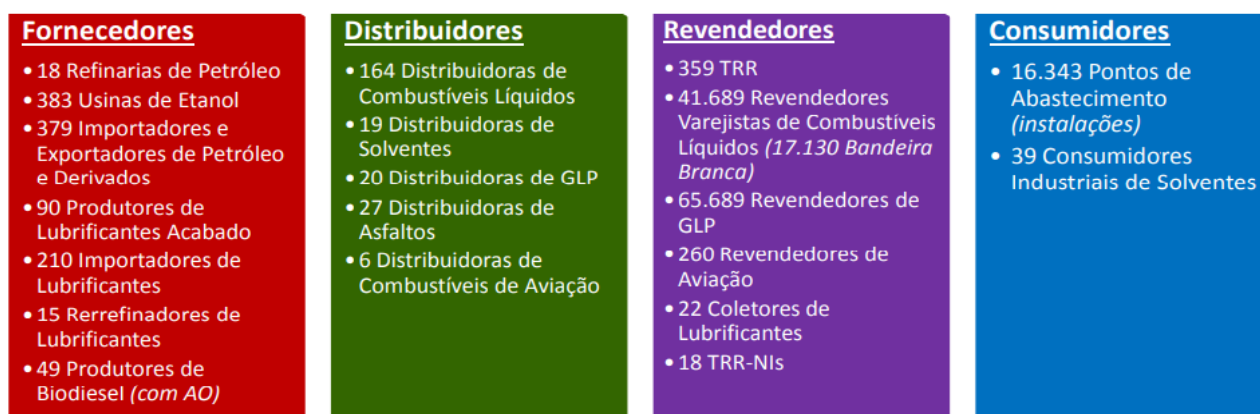 Fornecedores
• 18 Refinarias de Petróleo
• 383 Usinas de Etanol
• 379 Importadores e
Exportadores de Petróleo
e Derivados
• 90 Produtores de
Lubrificantes Acabado
• 210 Importadores de
Lubrificantes
• 15 Rerrefinadores de
Lubrificantes
• 49 Produtores de
Biodiesel (com AO)
Distribuidores
• 164 Distribuidoras de
Combustíveis Líquidos
• 19 Distribuidoras de
Solventes
• 20 Distribuidoras de GLP
• 27 Distribuidoras de
Asfaltos
• 6 Distribuidoras de
Combustíveis de Aviação
Revendedores
• 359 TRR
• 41.689 Revendedores
Varejistas de Combustíveis
Líquidos (17.130 Bandeira
Branca)
• 65.689 Revendedores de
GLP
• 260 Revendedores de
Aviação
• 22 Coletores de
Lubrificantes
• 18 TRR-NIs
Consumidores
• 16.343 Pontos de
Abastecimento
(instalações)
• 39 Consumidores
Industriais de Solventes